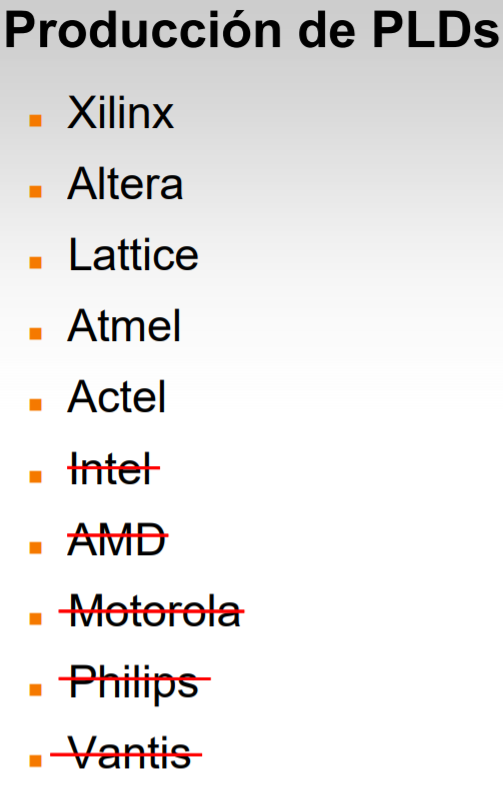 Producción de PLDs
Xilinx
Altera
Lattice
Atmel
Actel
Intel
AMD
Motorola
Philips
Vantis